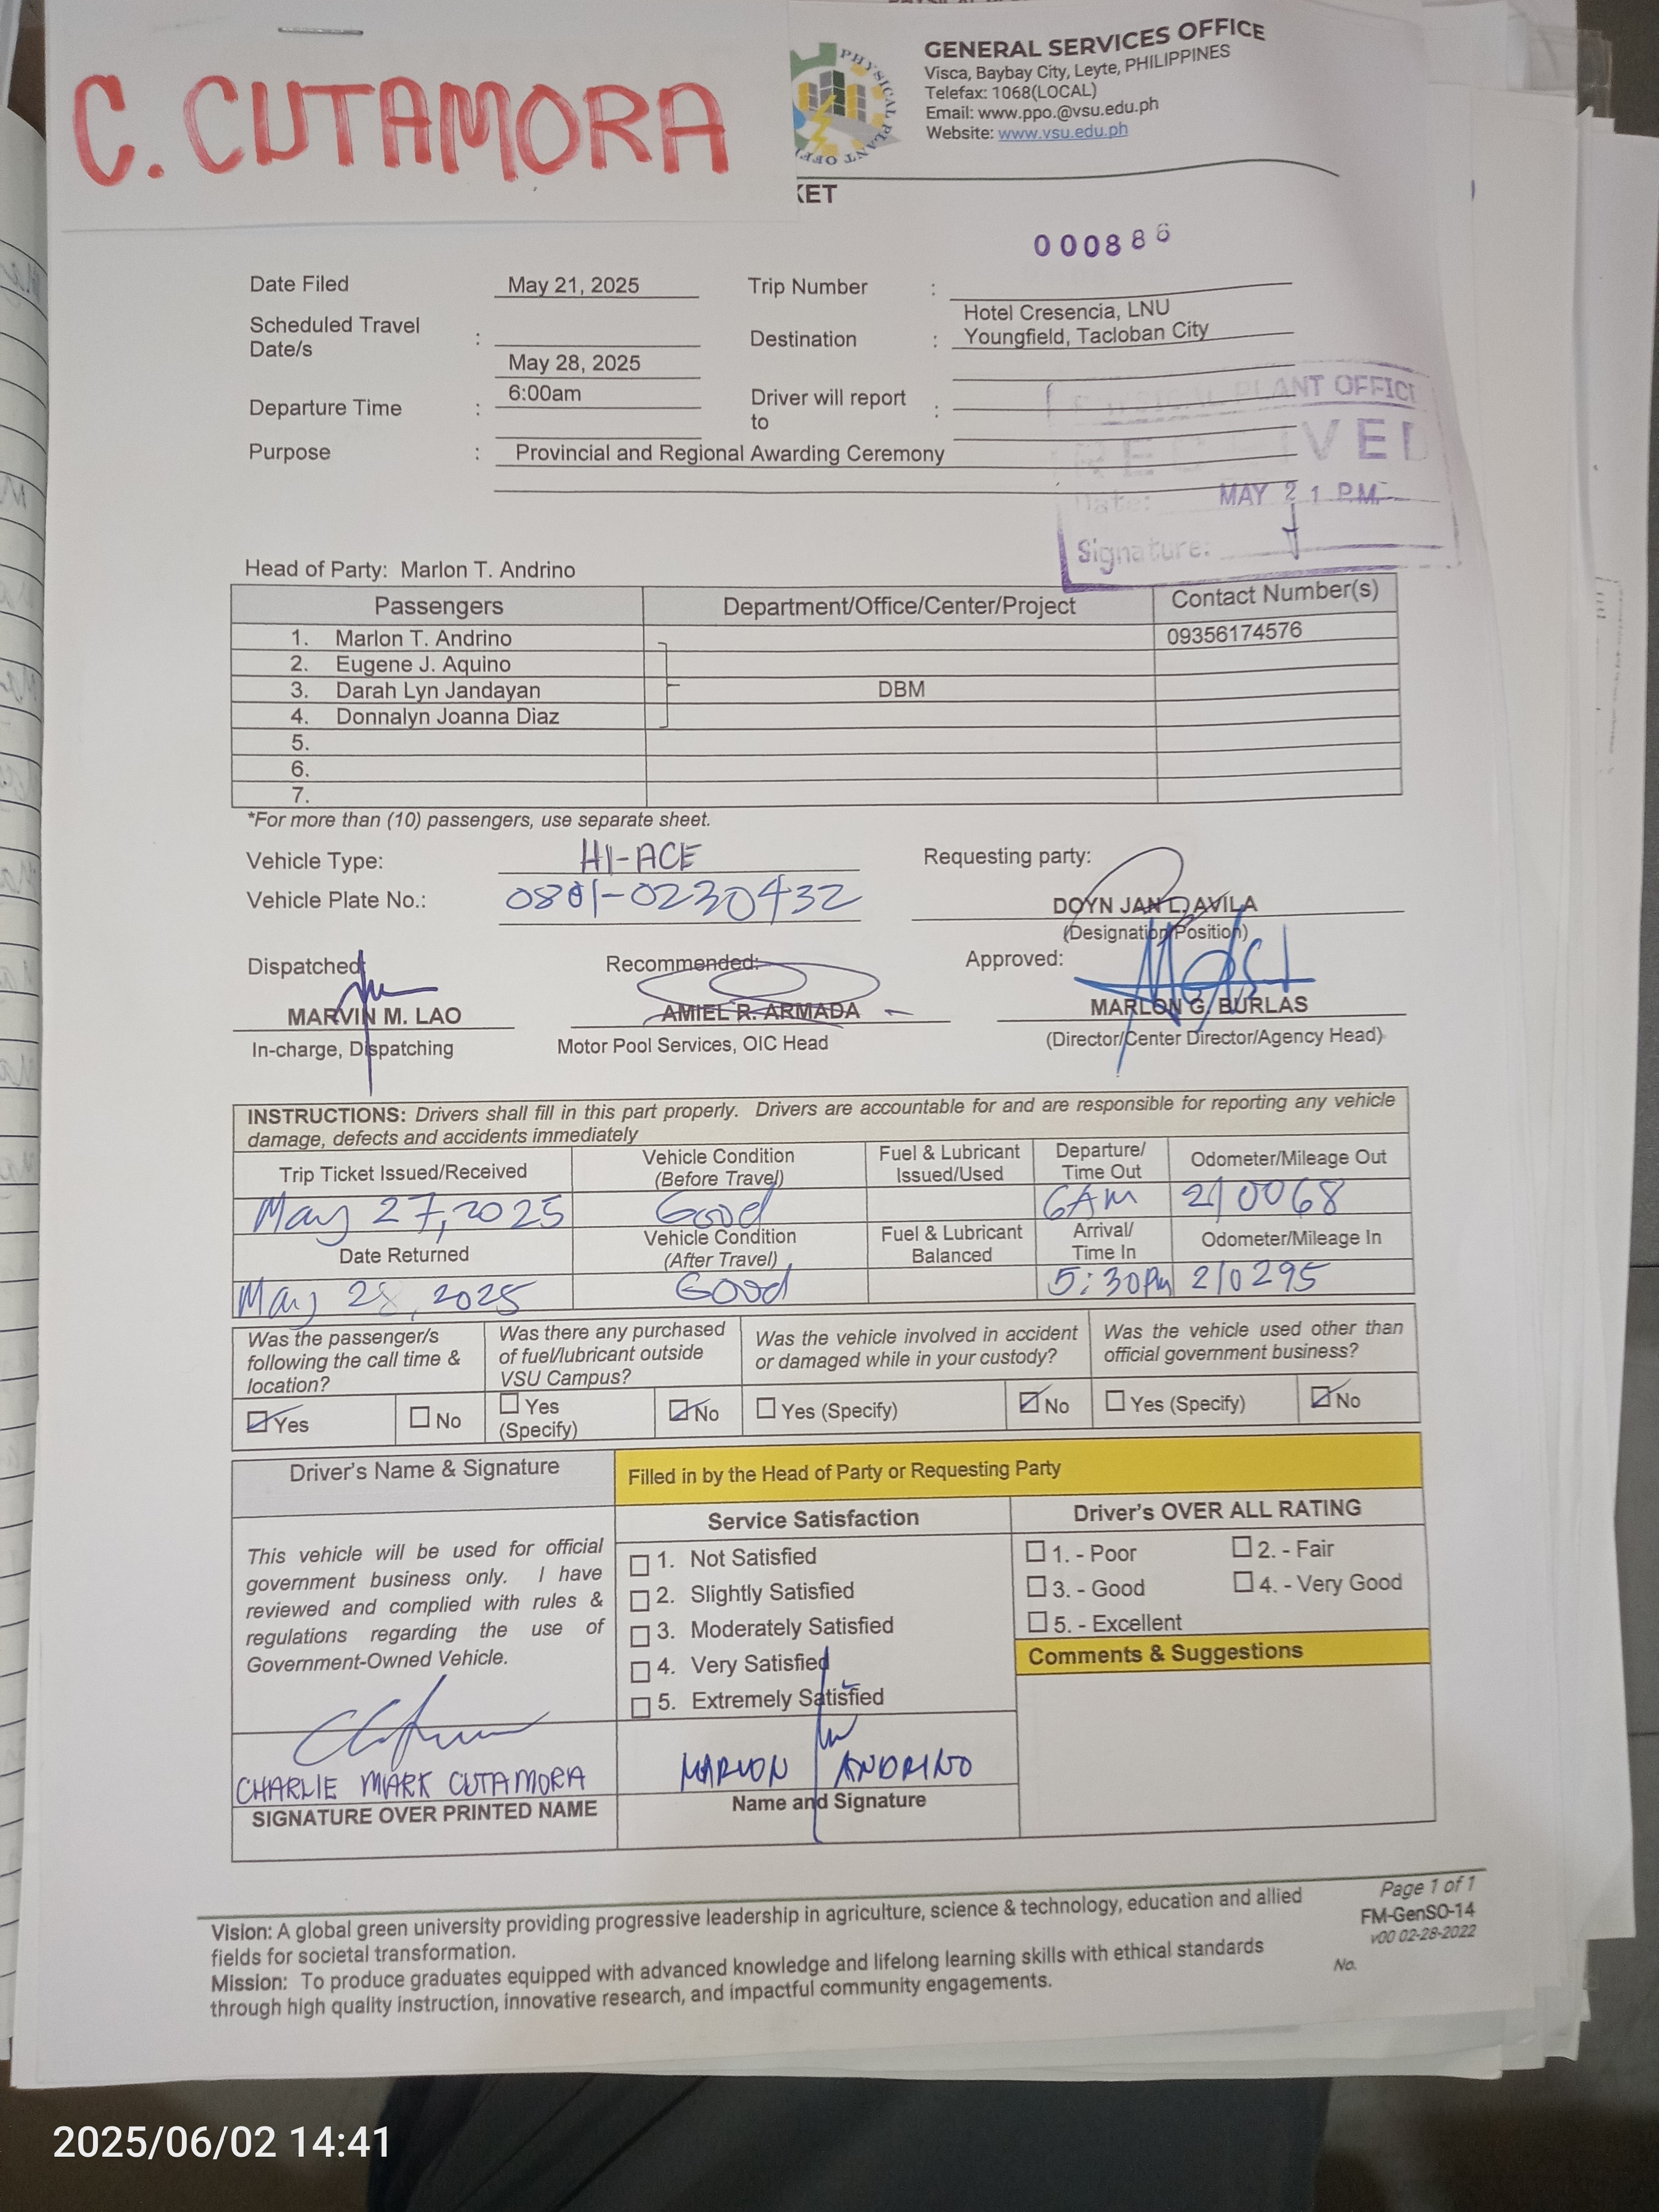 C. CUTAMORA
GENERAL SERVICES OFFICE
Visca, Baybay City, Leyte, PHILIPPINES
Telefax: 1068(LOCAL)
Email: www.ppo.@vsu.edu.ph
Website: www.vsu.edu.ph
PHYSICAL PLANT OFFI
KET
000886
Date Filed May 21, 2025 Trip Number :
Scheduled Travel Date/s : May 28, 2025
Destination : Hotel Cresencia, LNU
Youngfield, Tacloban City
Departure Time : 6:00am
Driver will report to :
Purpose : Provincial and Regional Awarding Ceremony
PHYSICAL PLANT OFFIC
RECEIVED
Date: MAY 21 P.M.
Signature:
Head of Party: Marlon T. Andrino
Passengers Department/Office/Center/Project Contact Number(s)
1. Marlon T. Andrino 09356174576
2. Eugene J. Aquino
3. Darah Lyn Jandayan DBM
4. Donnalyn Joanna Diaz
5.
6.
7.
*For more than (10) passengers, use separate sheet.
Vehicle Type: HI-ACE Requesting party:
Vehicle Plate No.: 0801-0230432
DOYN JAN L. AVILA
(Designation/Position)
Dispatched: Recommended: Approved:
MARVIN M. LAO AMIEL R. ARMADA MARLON G. BURLAS
In-charge, Dispatching Motor Pool Services, OIC Head (Director/Center Director/Agency Head)
INSTRUCTIONS: Drivers shall fill in this part properly. Drivers are accountable for and are responsible for reporting any vehicle
damage, defects and accidents immediately
Trip Ticket Issued/Received Vehicle Condition (Before Travel) Fuel & Lubricant Issued/Used Departure/ Time Out Odometer/Mileage Out
May 27, 2025 Good 6AM 210068
Date Returned Vehicle Condition (After Travel) Fuel & Lubricant Balanced Arrival/ Time In Odometer/Mileage In
May 28, 2025 Good 5:30PM 210295
Was the passenger/s following the call time & location?
Was there any purchased of fuel/lubricant outside VSU Campus?
Was the vehicle involved in accident or damaged while in your custody?
Was the vehicle used other than official government business?
Yes No Yes (Specify) No Yes (Specify) No Yes (Specify) No
Driver's Name & Signature Filled in by the Head of Party or Requesting Party
This vehicle will be used for official
government business only. I have
reviewed and complied with rules &
regulations regarding the use of
Government-Owned Vehicle.
CHARLIE MARK CUTAMORA
SIGNATURE OVER PRINTED NAME
Service Satisfaction
1. Not Satisfied
2. Slightly Satisfied
3. Moderately Satisfied
4. Very Satisfied
5. Extremely Satisfied
MARLON ANDRINO
Name and Signature
Driver's OVER ALL RATING
1. - Poor 2. - Fair
3. - Good 4. - Very Good
5. - Excellent
Comments & Suggestions
Vision: A global green university providing progressive leadership in agriculture, science & technology, education and allied
fields for societal transformation.
Mission: To produce graduates equipped with advanced knowledge and lifelong learning skills with ethical standards
through high quality instruction, innovative research, and impactful community engagements.
Page 1 of 1
FM-GenSO-14
v00 02-28-2022
No.
2025/06/02 14:41